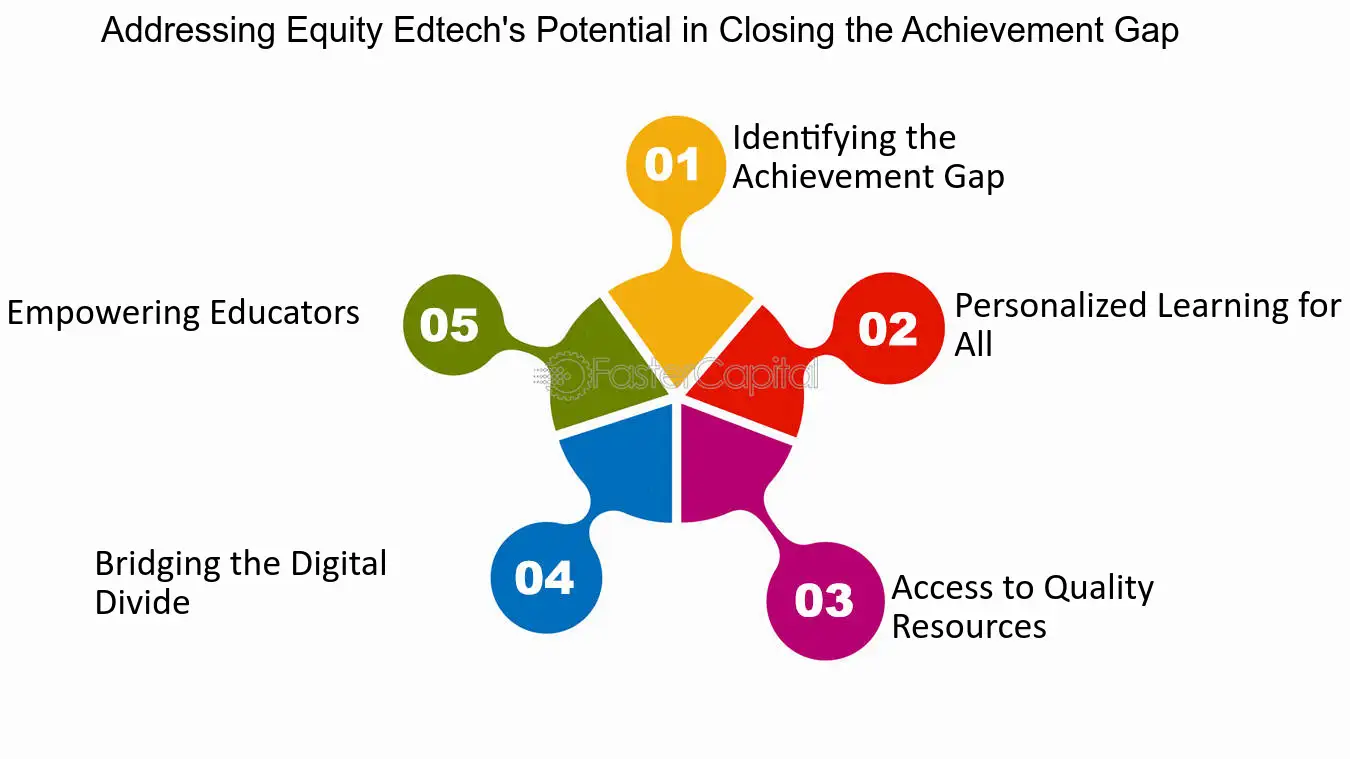 Addressing Equity Edtech's Potential in Closing the Achievement Gap
01
Identifying the
Achievement Gap
02
Personalized Learning for
All
03
Access to Quality
Resources
04
Bridging the Digital
Divide
05
Empowering Educators
FasterCapital